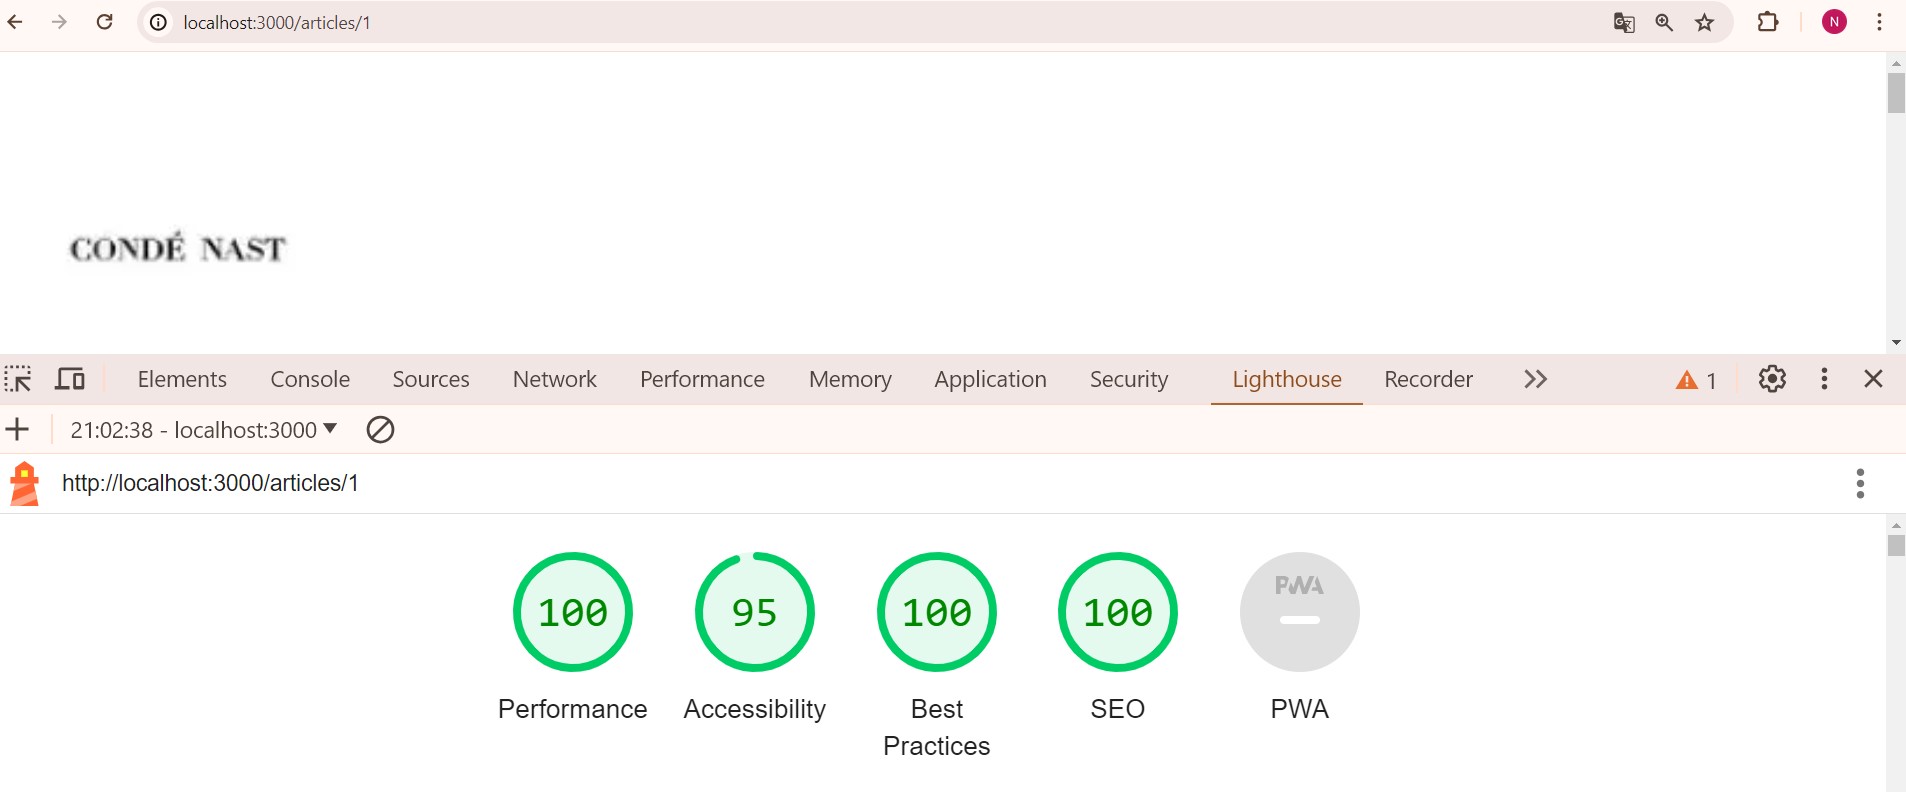 localhost:3000/articles/1
N
CONDÉ NAST
Elements Console Sources Network Performance Memory Application Security Lighthouse Recorder 1
21:02:38 - localhost:3000
http://localhost:3000/articles/1
100 95 100 100 PWA
Performance Accessibility Best Practices SEO PWA